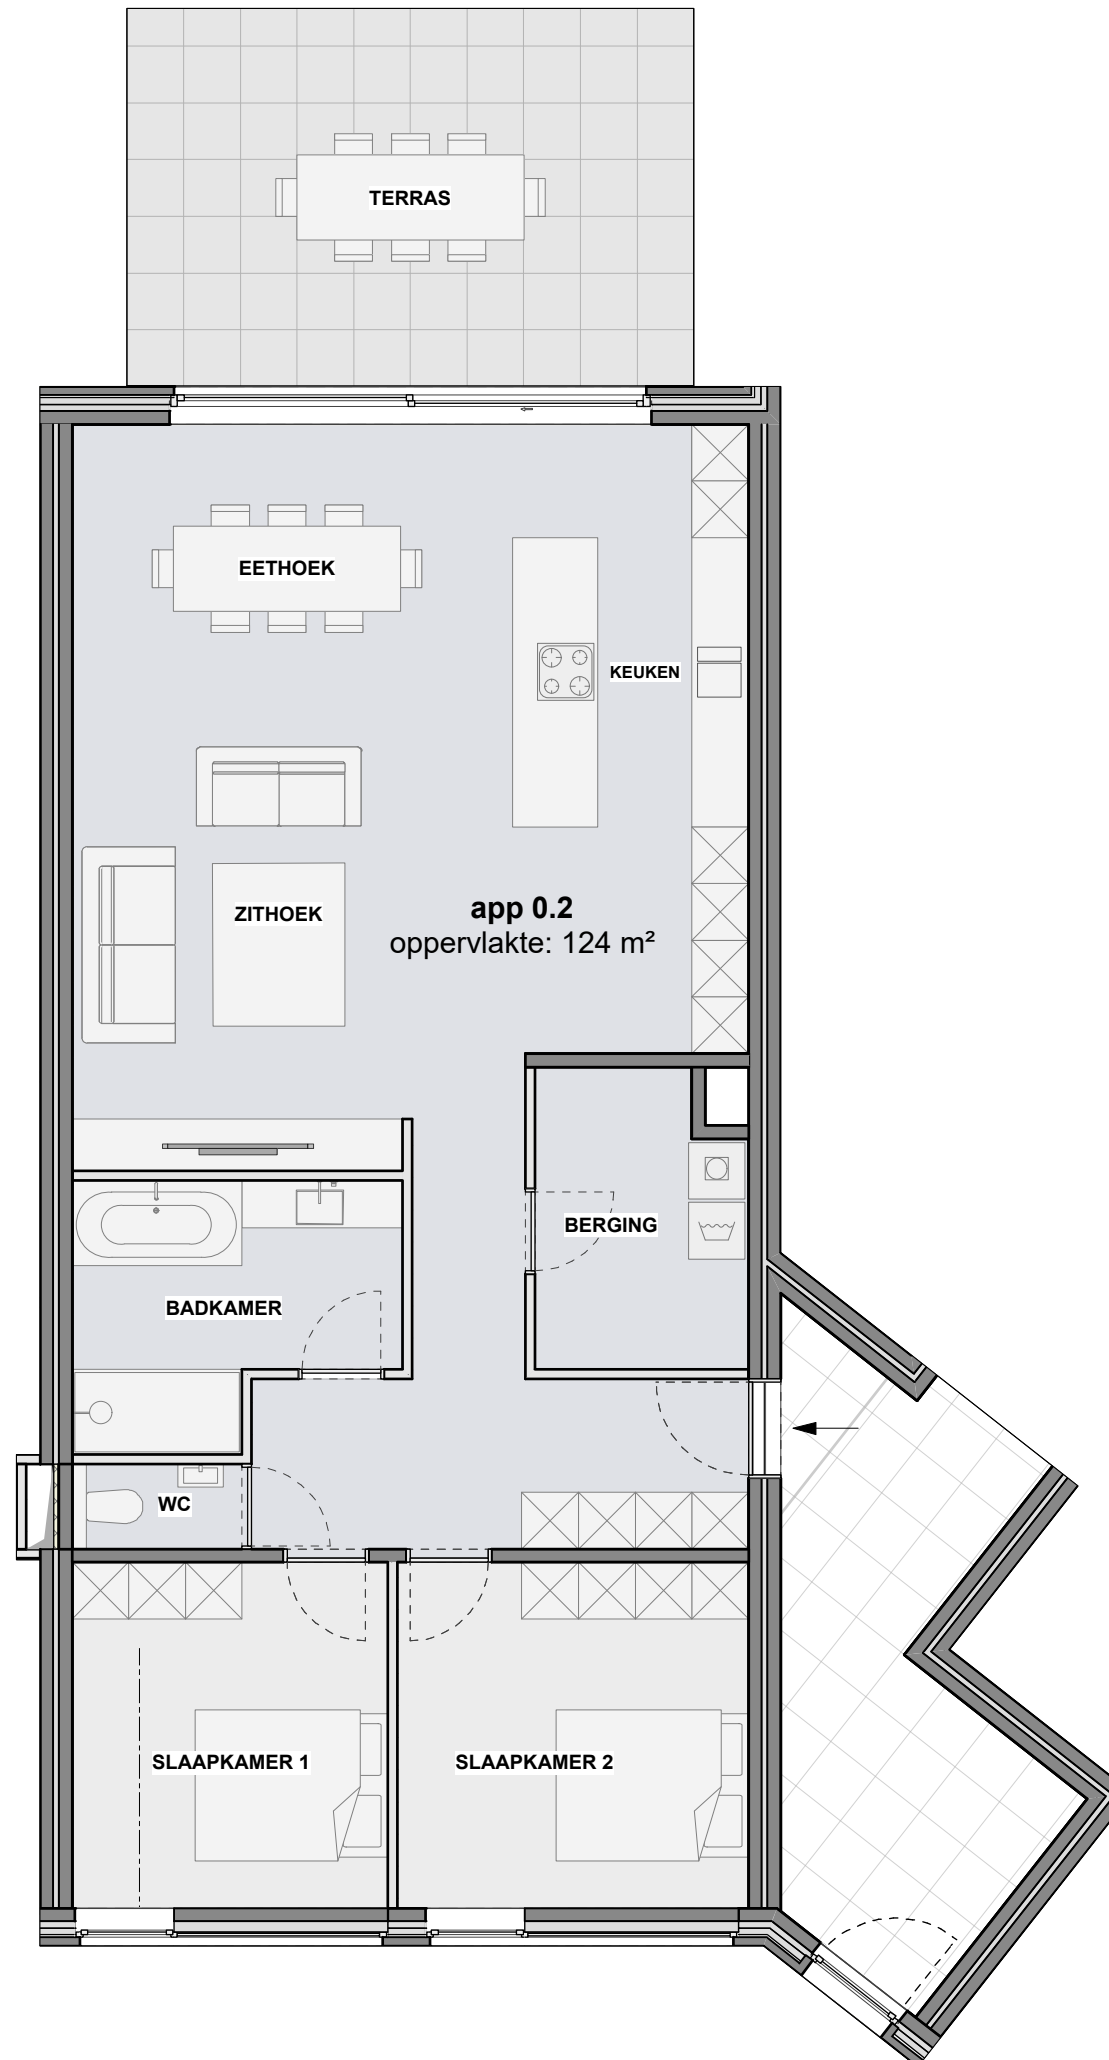 TERRAS
EETHOEK
KEUKEN
ZITHOEK
app 0.2
oppervlakte: 124 m²
BERGING
BADKAMER
WC
SLAAPKAMER 1
SLAAPKAMER 2